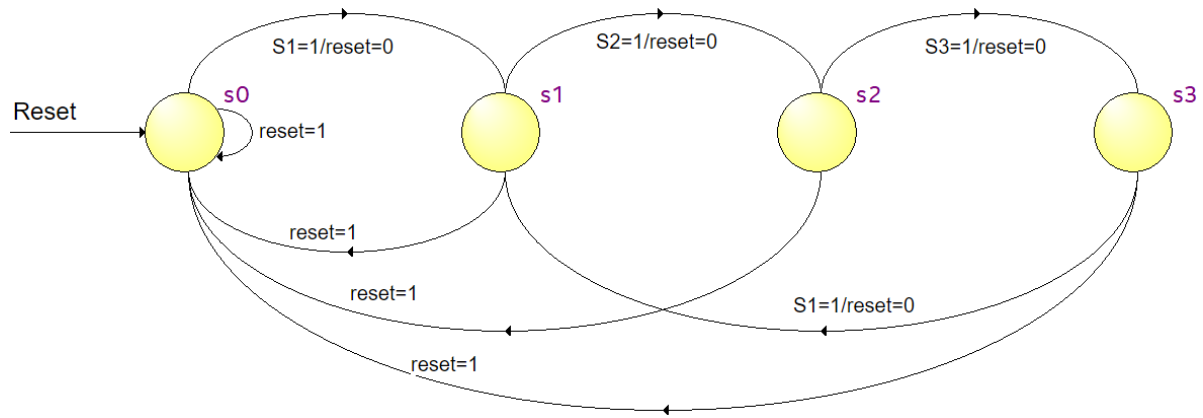 S1=1/reset=0
S2=1/reset=0
S3=1/reset=0
s0
s1
s2
s3
Reset
reset=1
reset=1
reset=1
S1=1/reset=0
reset=1